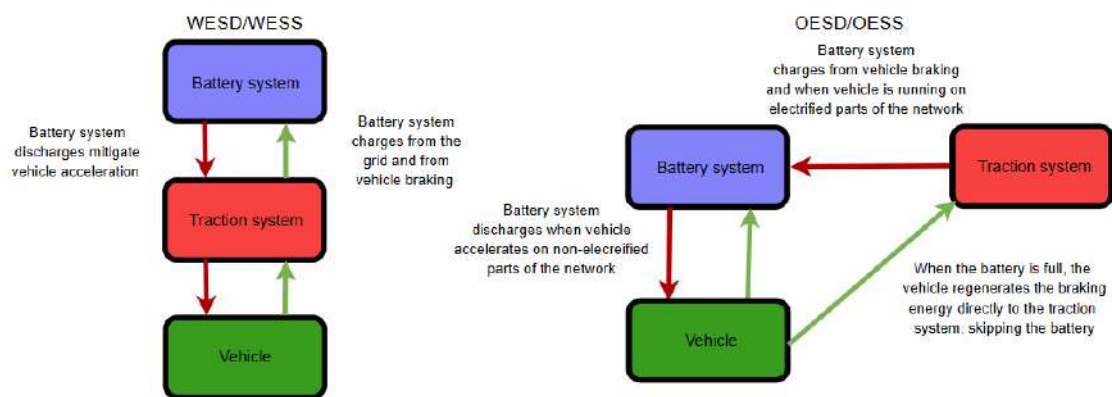 WESD/WESS
Battery system
Battery system
discharges mitigate
vehicle acceleration
Battery system
charges from the
grid and from
vehicle braking
Traction system
Vehicle
OESD/OESS
Battery system
charges from vehicle braking
and when vehicle is running on
electrified parts of the network
Battery system
Traction system
Battery system
discharges when vehicle
accelerates on non-elecreified
parts of the network
When the battery is full, the
vehicle regenerates the braking
energy directly to the traction
system, skipping the battery
Vehicle